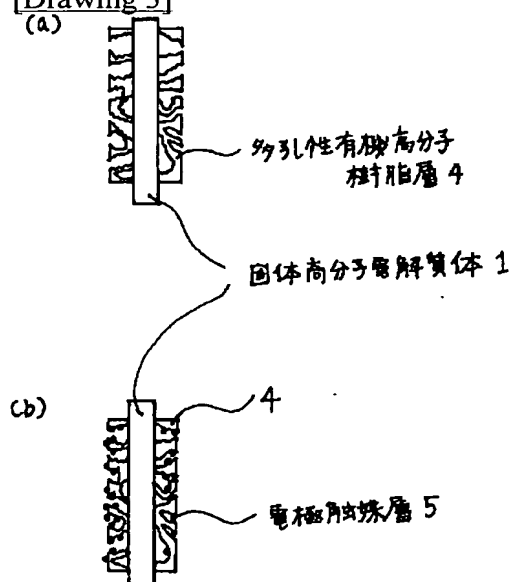 [Drawing 3]
(a)
多孔性有機高分子
樹脂層 4
固体高分子電解質体 1
(b)
4
電極触媒層 5